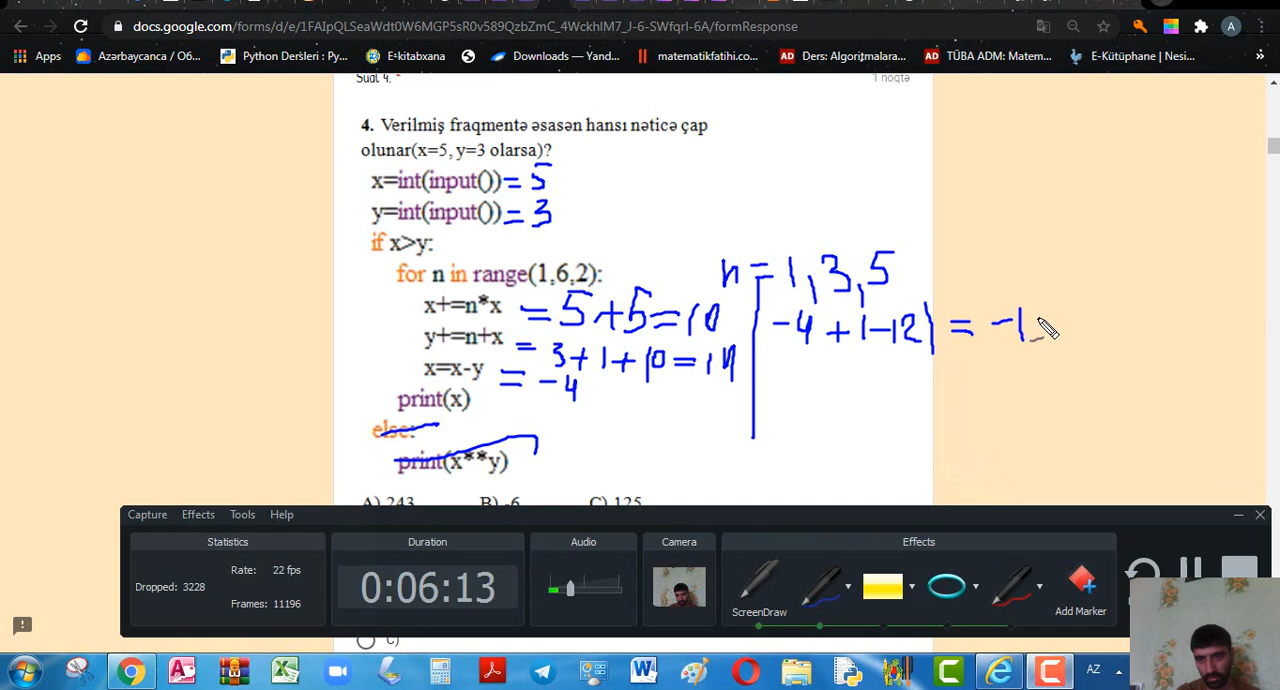 docs.google.com/forms/d/e/1FAIpQLSeaWdt0W6MGP5sR0v589QzbZmC_4WckhlM7_J-6-SWfqrl-6A/formResponse
A
Apps
Azərbaycanca / Об...
Python Dersleri : Py...
E-kitabxana
Downloads — Yand...
matematikfatihi.co...
AD Ders: Algoritmalara...
AD TÜBA ADM: Matem...
E-Kütüphane | Nesi...
»
Sual 4. *
1 nöqtə
4. Verilmiş fraqmentə əsasən hansı nəticə çap
olunar(x=5, y=3 olarsa)?
x=int(input()) = 5
y=int(input()) = 3
if x>y:
for n in range(1,6,2): n = 1, 3, 5
x+=n*x = 5+5=10 -4 + 1-121 = -1
y+=n+x = 3+1+10=14
x=x-y = -4
print(x)
else:
print(x**y)
A) 243 B) -6 C) 125
Capture Effects Tools Help
Statistics
Dropped: 3228
Rate: 22 fps
Frames: 11196
Duration
0:06:13
Audio
Camera
Effects
ScreenDraw
Add Marker
C)
AZ